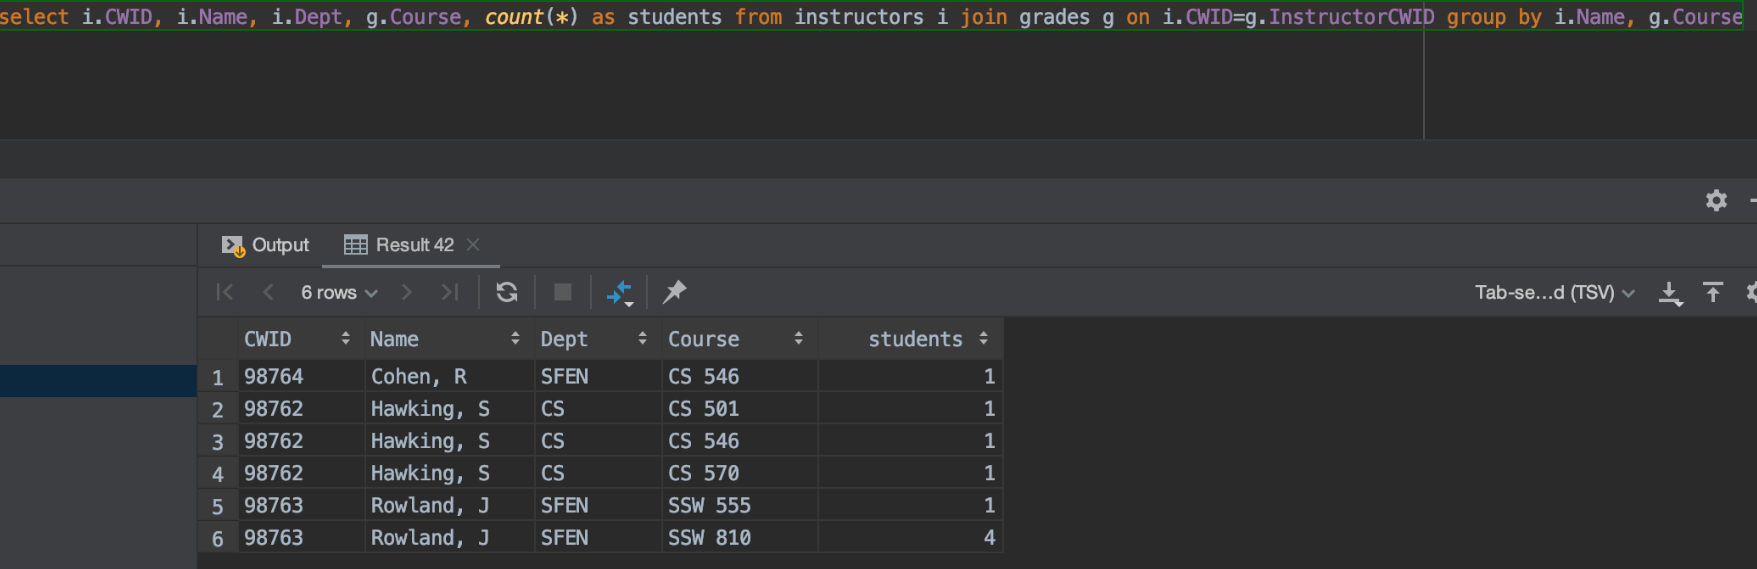 select i.CWID, i.Name, i.Dept, g.Course, count(*) as students from instructors i join grades g on i.CWID=g.InstructorCWID group by i.Name, g.Course
Output Result 42
6 rows Tab-se...d (TSV)
CWID Name Dept Course students
1 98764 Cohen, R SFEN CS 546 1
2 98762 Hawking, S CS CS 501 1
3 98762 Hawking, S CS CS 546 1
4 98762 Hawking, S CS CS 570 1
5 98763 Rowland, J SFEN SSW 555 1
6 98763 Rowland, J SFEN SSW 810 4